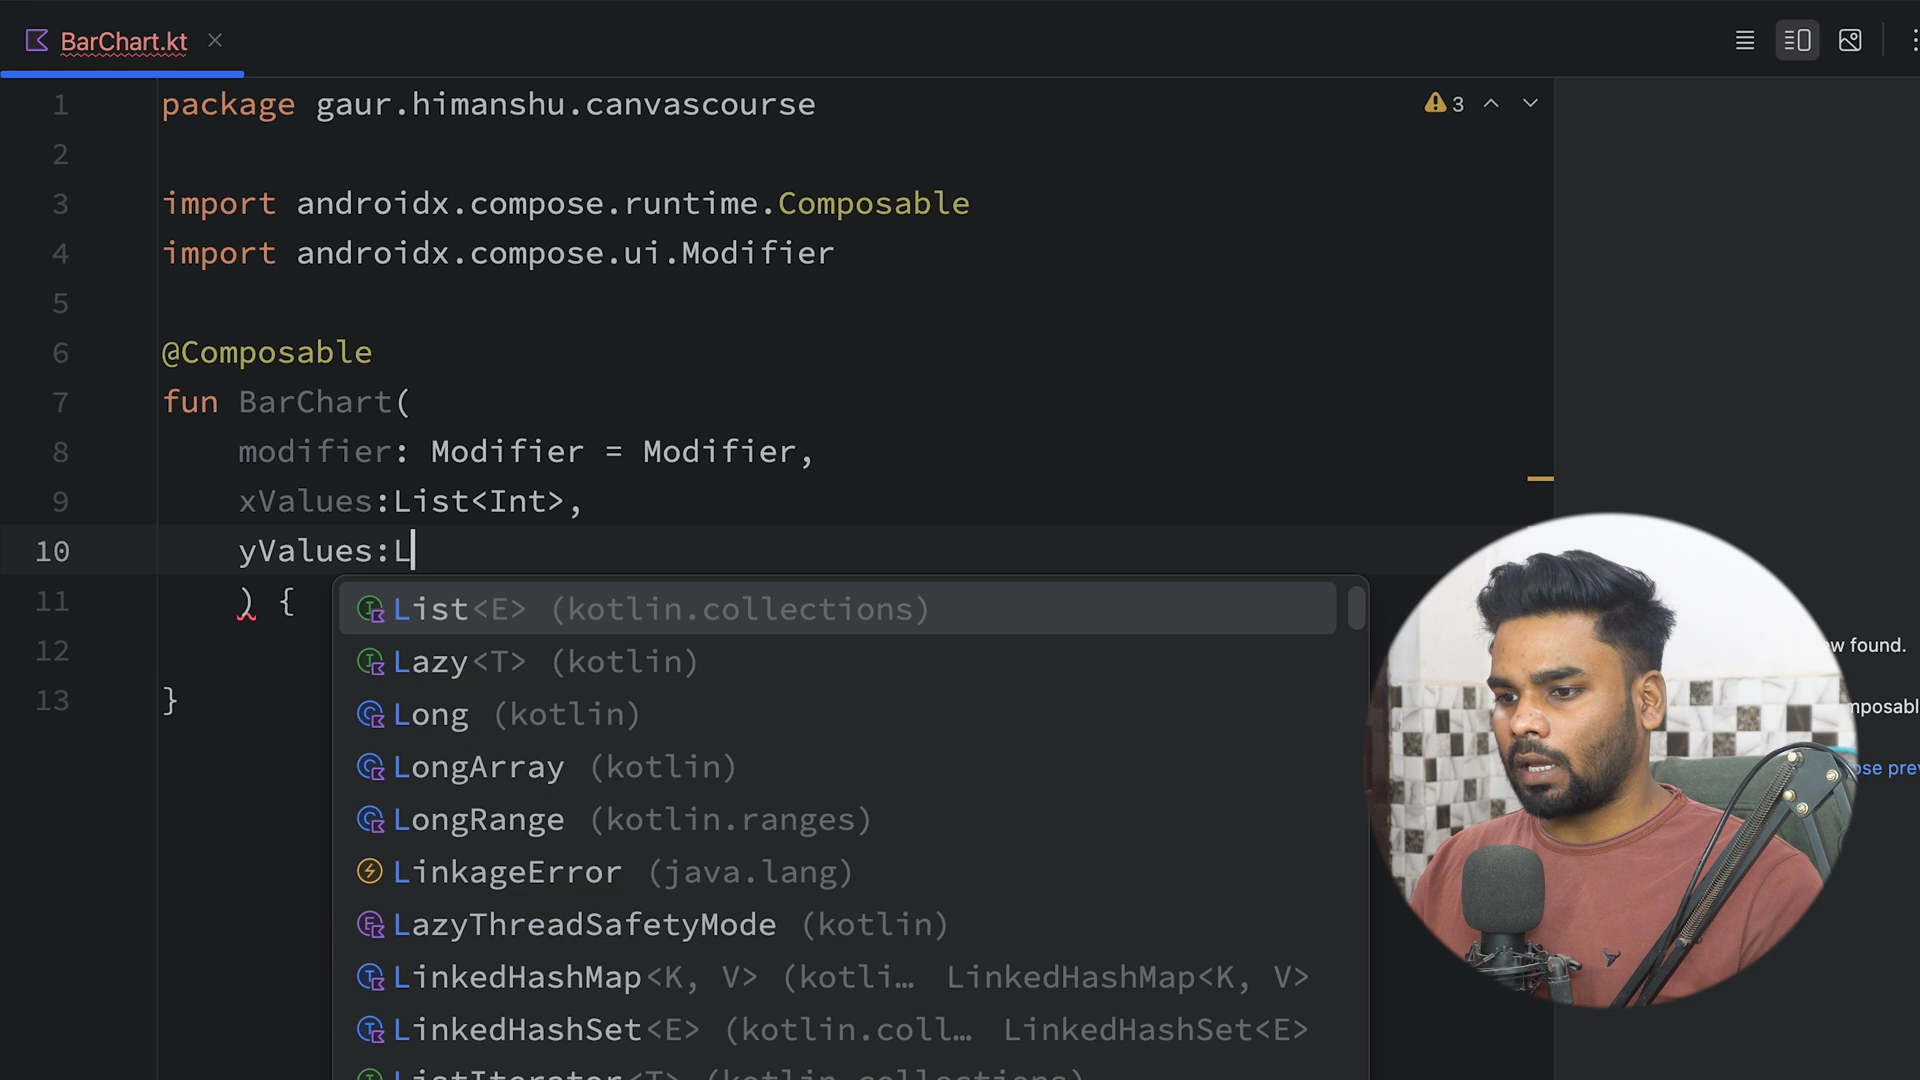 BarChart.kt
1 package gaur.himanshu.canvascourse
3
2
3 import androidx.compose.runtime.Composable
4 import androidx.compose.ui.Modifier
5
6 @Composable
7 fun BarChart(
8 modifier: Modifier = Modifier,
9 xValues:List<Int>,
10 yValues:L
11 ) {
12
13 }
List<E> (kotlin.collections)
Lazy<T> (kotlin)
Long (kotlin)
LongArray (kotlin)
LongRange (kotlin.ranges)
LinkageError (java.lang)
LazyThreadSafetyMode (kotlin)
LinkedHashMap<K, V> (kotli… LinkedHashMap<K, V>
LinkedHashSet<E> (kotlin.coll… LinkedHashSet<E>
ListIterator<T> (kotlin.collections)
found.